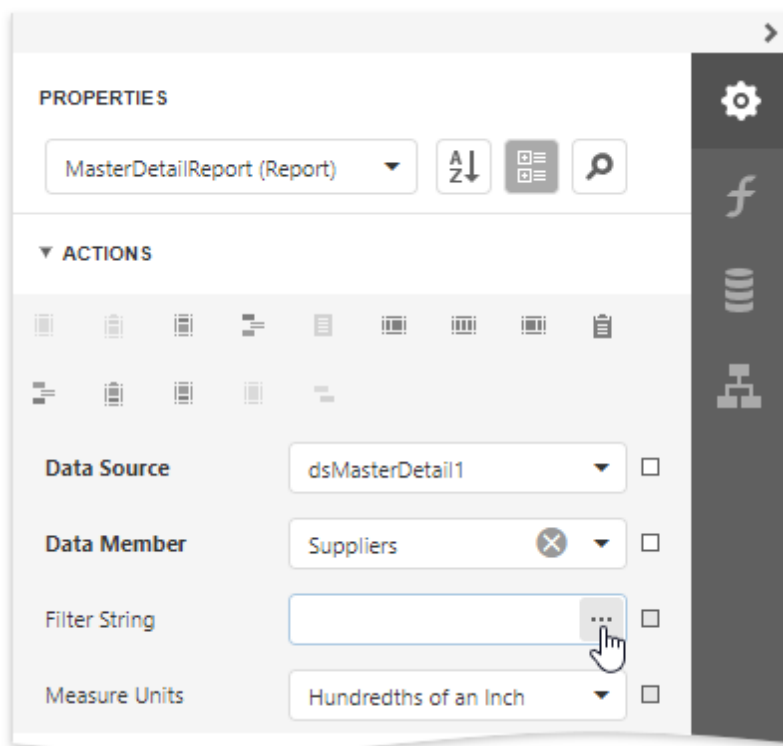 PROPERTIES
MasterDetailReport (Report)
ACTIONS
Data Source
dsMasterDetail1
Data Member
Suppliers
Filter String
...
Measure Units
Hundredths of an Inch